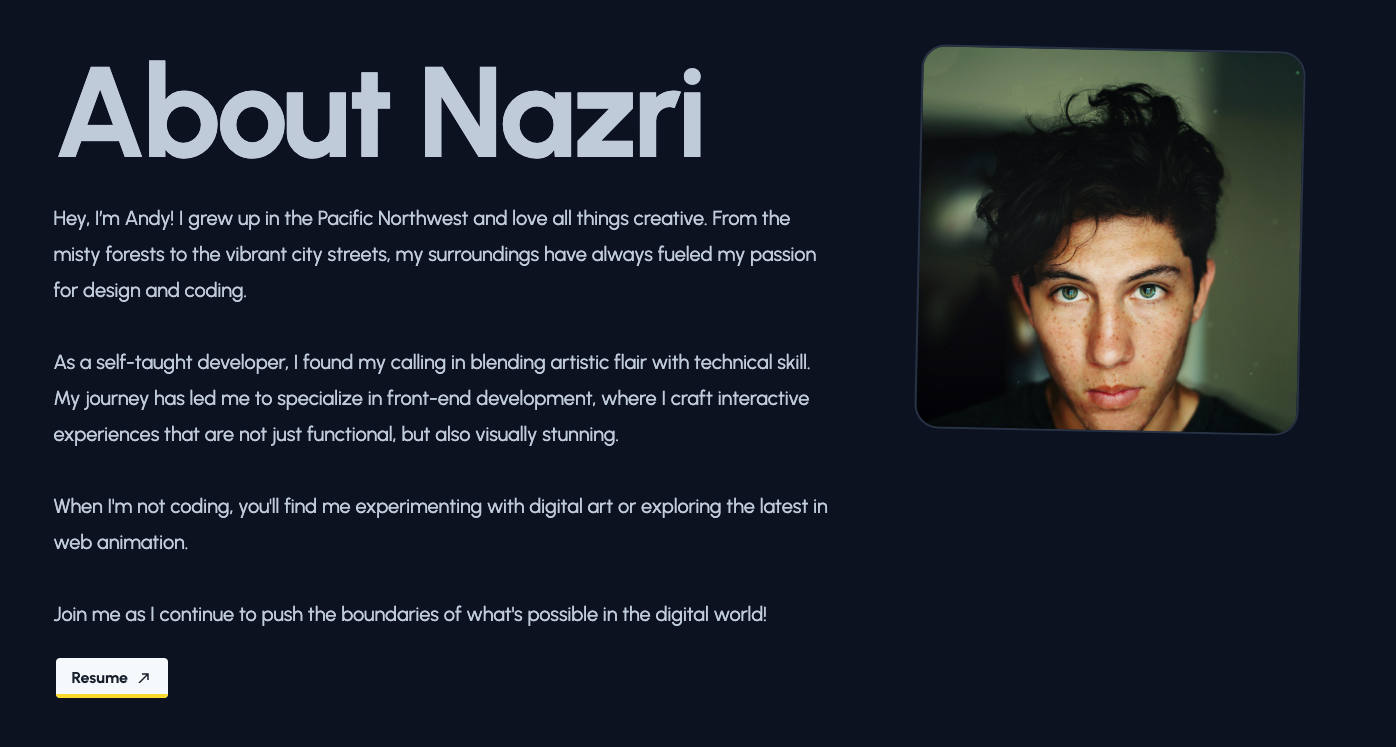 About Nazri
Hey, I’m Andy! I grew up in the Pacific Northwest and love all things creative. From the
misty forests to the vibrant city streets, my surroundings have always fueled my passion
for design and coding.
As a self-taught developer, I found my calling in blending artistic flair with technical skill.
My journey has led me to specialize in front-end development, where I craft interactive
experiences that are not just functional, but also visually stunning.
When I'm not coding, you'll find me experimenting with digital art or exploring the latest in
web animation.
Join me as I continue to push the boundaries of what's possible in the digital world!
Resume